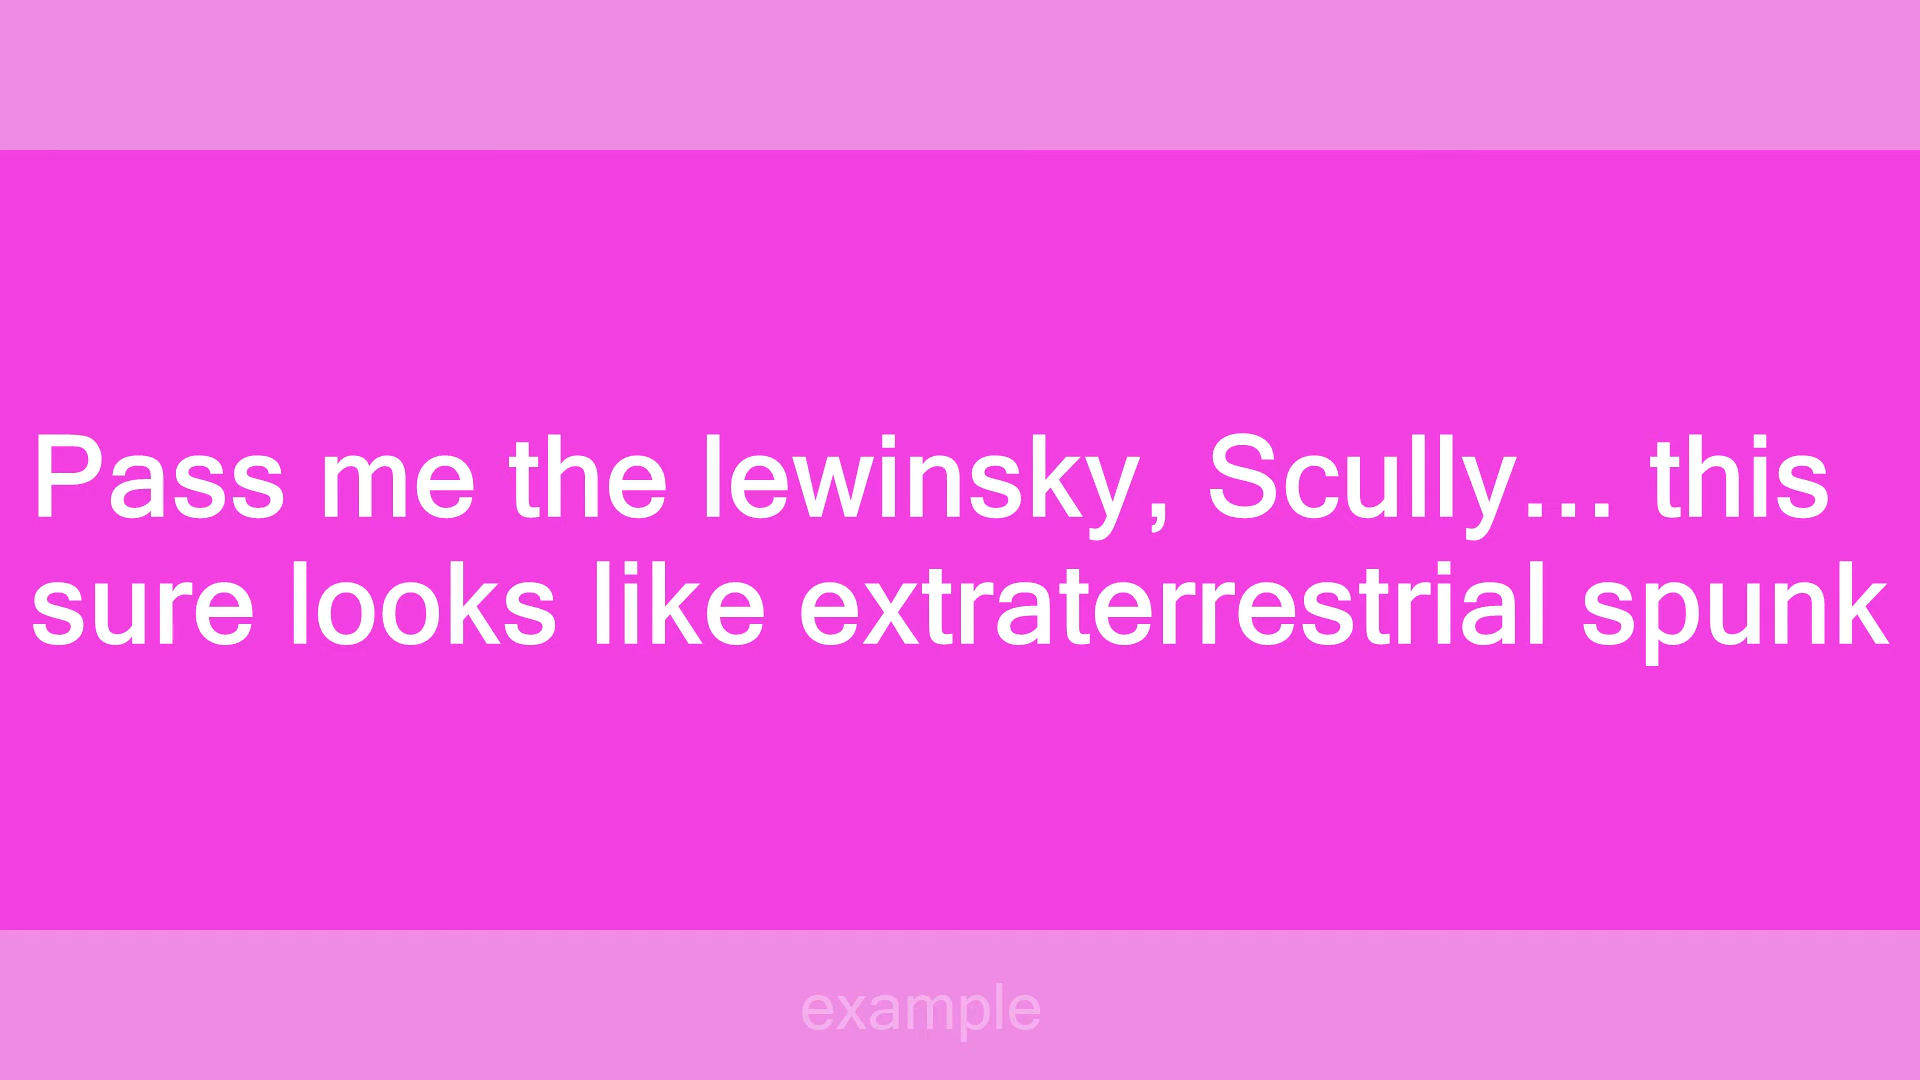 Pass me the lewinsky, Scully... this
sure looks like extraterrestrial spunk
example